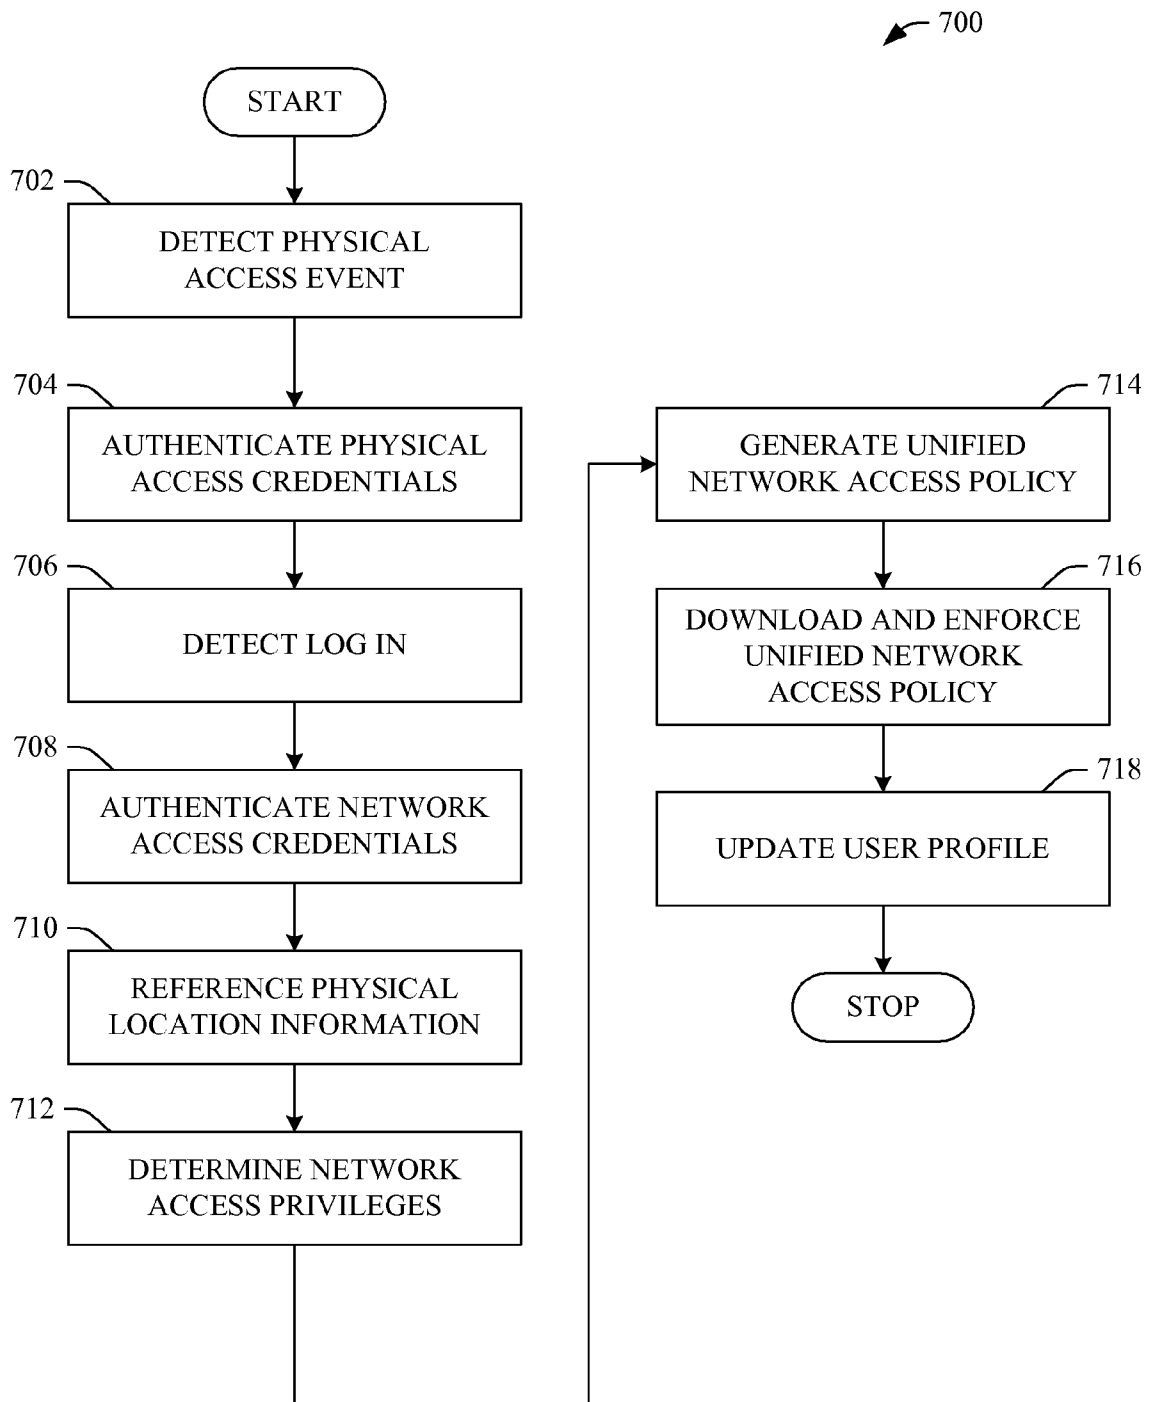 700
START
702
DETECT PHYSICAL
ACCESS EVENT
704
AUTHENTICATE PHYSICAL
ACCESS CREDENTIALS
706
DETECT LOG IN
708
AUTHENTICATE NETWORK
ACCESS CREDENTIALS
710
REFERENCE PHYSICAL
LOCATION INFORMATION
712
DETERMINE NETWORK
ACCESS PRIVILEGES
714
GENERATE UNIFIED
NETWORK ACCESS POLICY
716
DOWNLOAD AND ENFORCE
UNIFIED NETWORK
ACCESS POLICY
718
UPDATE USER PROFILE
STOP